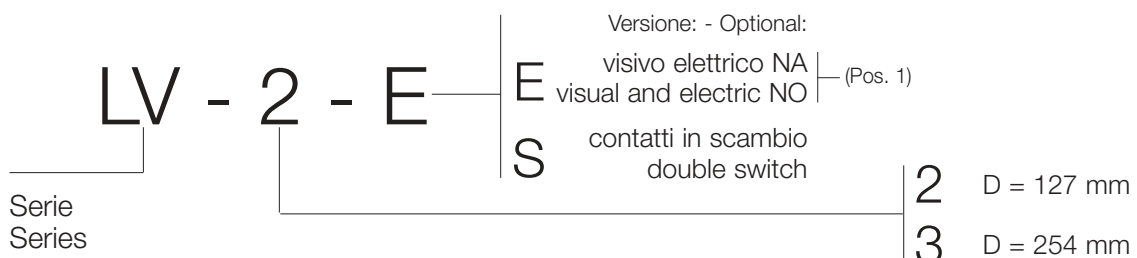 Versione: - Optional:
LV - 2 - E
E visivo elettrico NA
visual and electric NO
(Pos. 1)
S contatti in scambio
double switch
Serie
Series
2 D = 127 mm
3 D = 254 mm